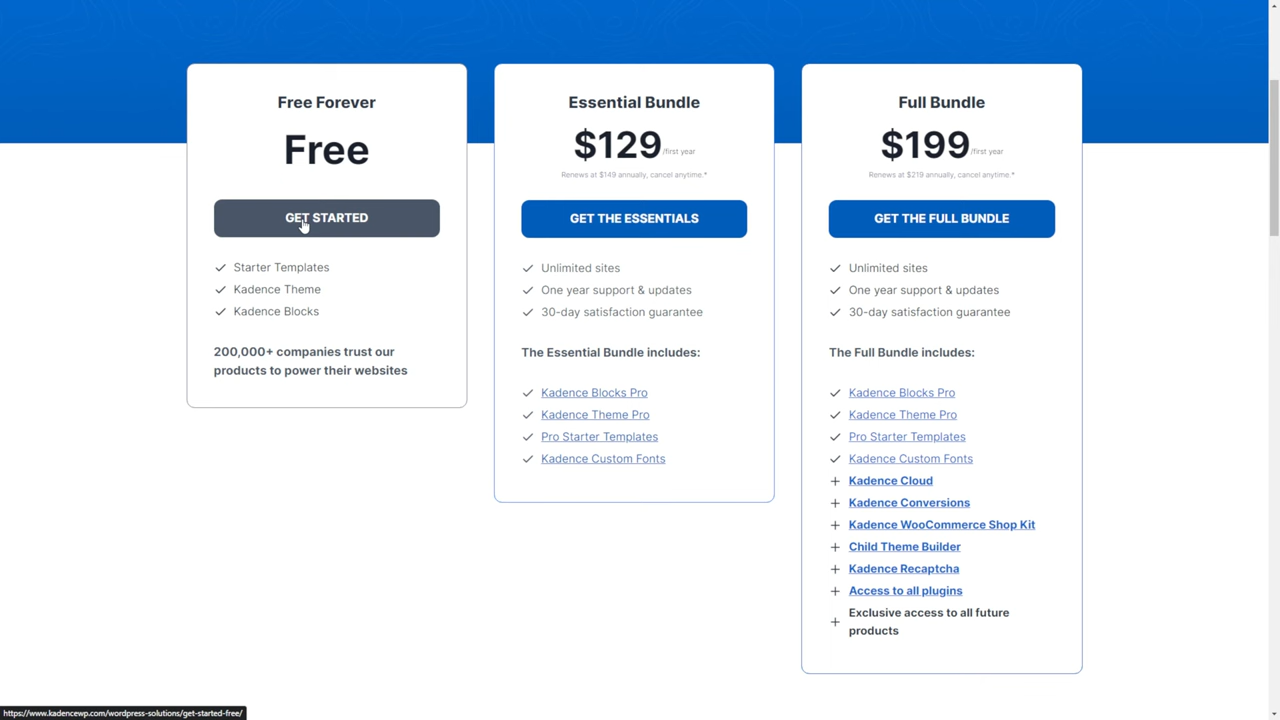 Free Forever
Free
GET STARTED
Starter Templates
Kadence Theme
Kadence Blocks
200,000+ companies trust our
products to power their websites
Essential Bundle
$129 /first year
Renews at $149 annually, cancel anytime.*
GET THE ESSENTIALS
Unlimited sites
One year support & updates
30-day satisfaction guarantee
The Essential Bundle includes:
Kadence Blocks Pro
Kadence Theme Pro
Pro Starter Templates
Kadence Custom Fonts
Full Bundle
$199 /first year
Renews at $219 annually, cancel anytime.*
GET THE FULL BUNDLE
Unlimited sites
One year support & updates
30-day satisfaction guarantee
The Full Bundle includes:
Kadence Blocks Pro
Kadence Theme Pro
Pro Starter Templates
Kadence Custom Fonts
Kadence Cloud
Kadence Conversions
Kadence WooCommerce Shop Kit
Child Theme Builder
Kadence Recaptcha
Access to all plugins
Exclusive access to all future
products
https://www.kadencewp.com/wordpress-solutions/get-started-free/